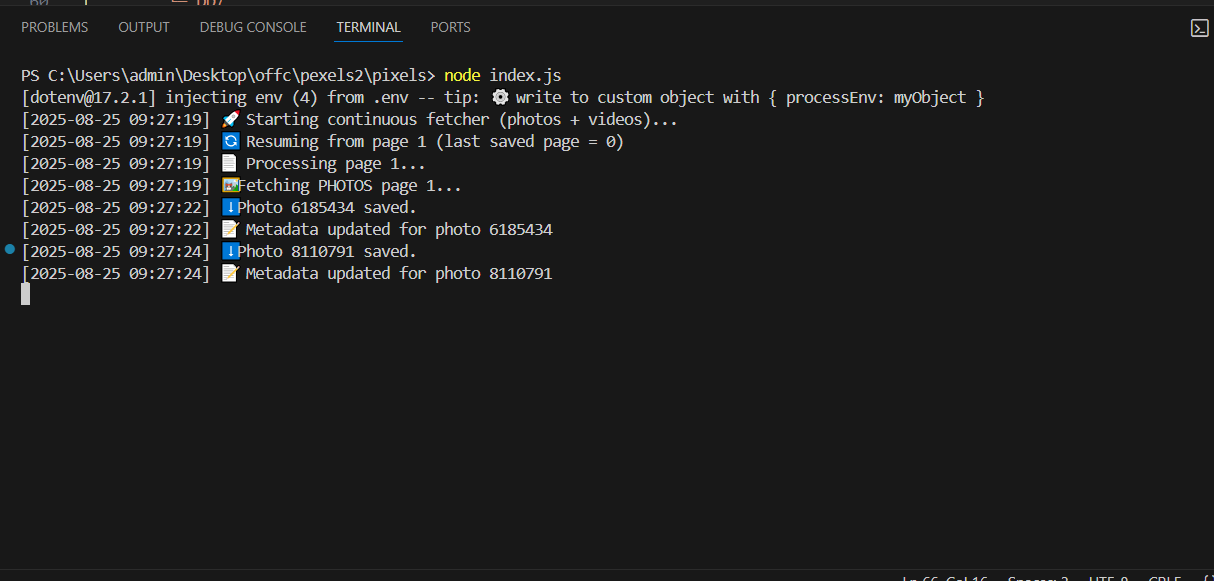 PROBLEMS OUTPUT DEBUG CONSOLE TERMINAL PORTS
PS C:\Users\admin\Desktop\offc\pexels2\pixels> node index.js
[dotenv@17.2.1] injecting env (4) from .env -- tip: ⚙️ write to custom object with { processEnv: myObject }
[2025-08-25 09:27:19] 🚀 Starting continuous fetcher (photos + videos)...
[2025-08-25 09:27:19] 🔄 Resuming from page 1 (last saved page = 0)
[2025-08-25 09:27:19] 📄 Processing page 1...
[2025-08-25 09:27:19] 🖼️Fetching PHOTOS page 1...
[2025-08-25 09:27:22] ⬇️Photo 6185434 saved.
[2025-08-25 09:27:22] 📝 Metadata updated for photo 6185434
[2025-08-25 09:27:24] ⬇️Photo 8110791 saved.
[2025-08-25 09:27:24] 📝 Metadata updated for photo 8110791